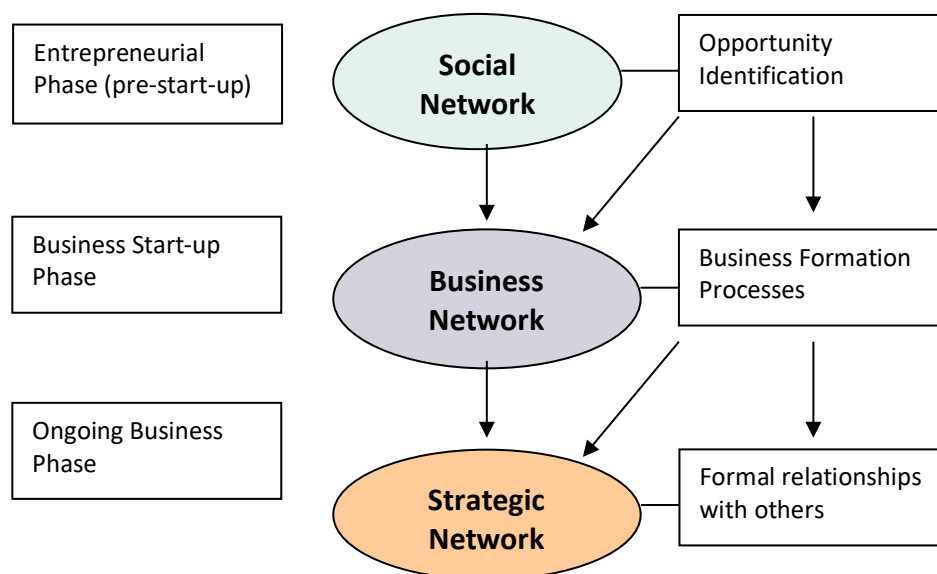 Entrepreneurial
Phase (pre-start-up)
Social
Network
Opportunity
Identification
Business Start-up
Phase
Business
Network
Business Formation
Processes
Ongoing Business
Phase
Strategic
Network
Formal relationships
with others